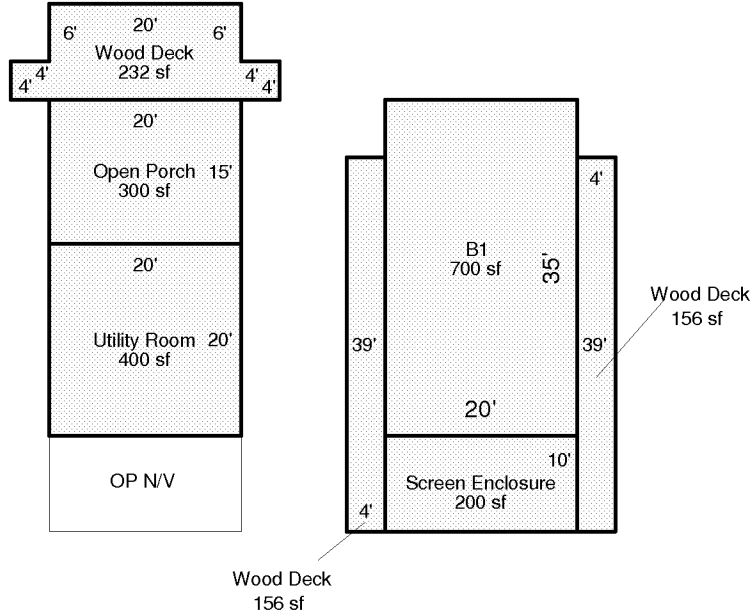 20'
6'
6'
Wood Deck
232 sf
4'
4'
4'
4'
20'
Open Porch
15'
300 sf
20'
Utility Room
20'
400 sf
OP N/V
4'
B1
700 sf
35'
39'
39'
20'
10'
Screen Enclosure
200 sf
4'
Wood Deck
156 sf
Wood Deck
156 sf